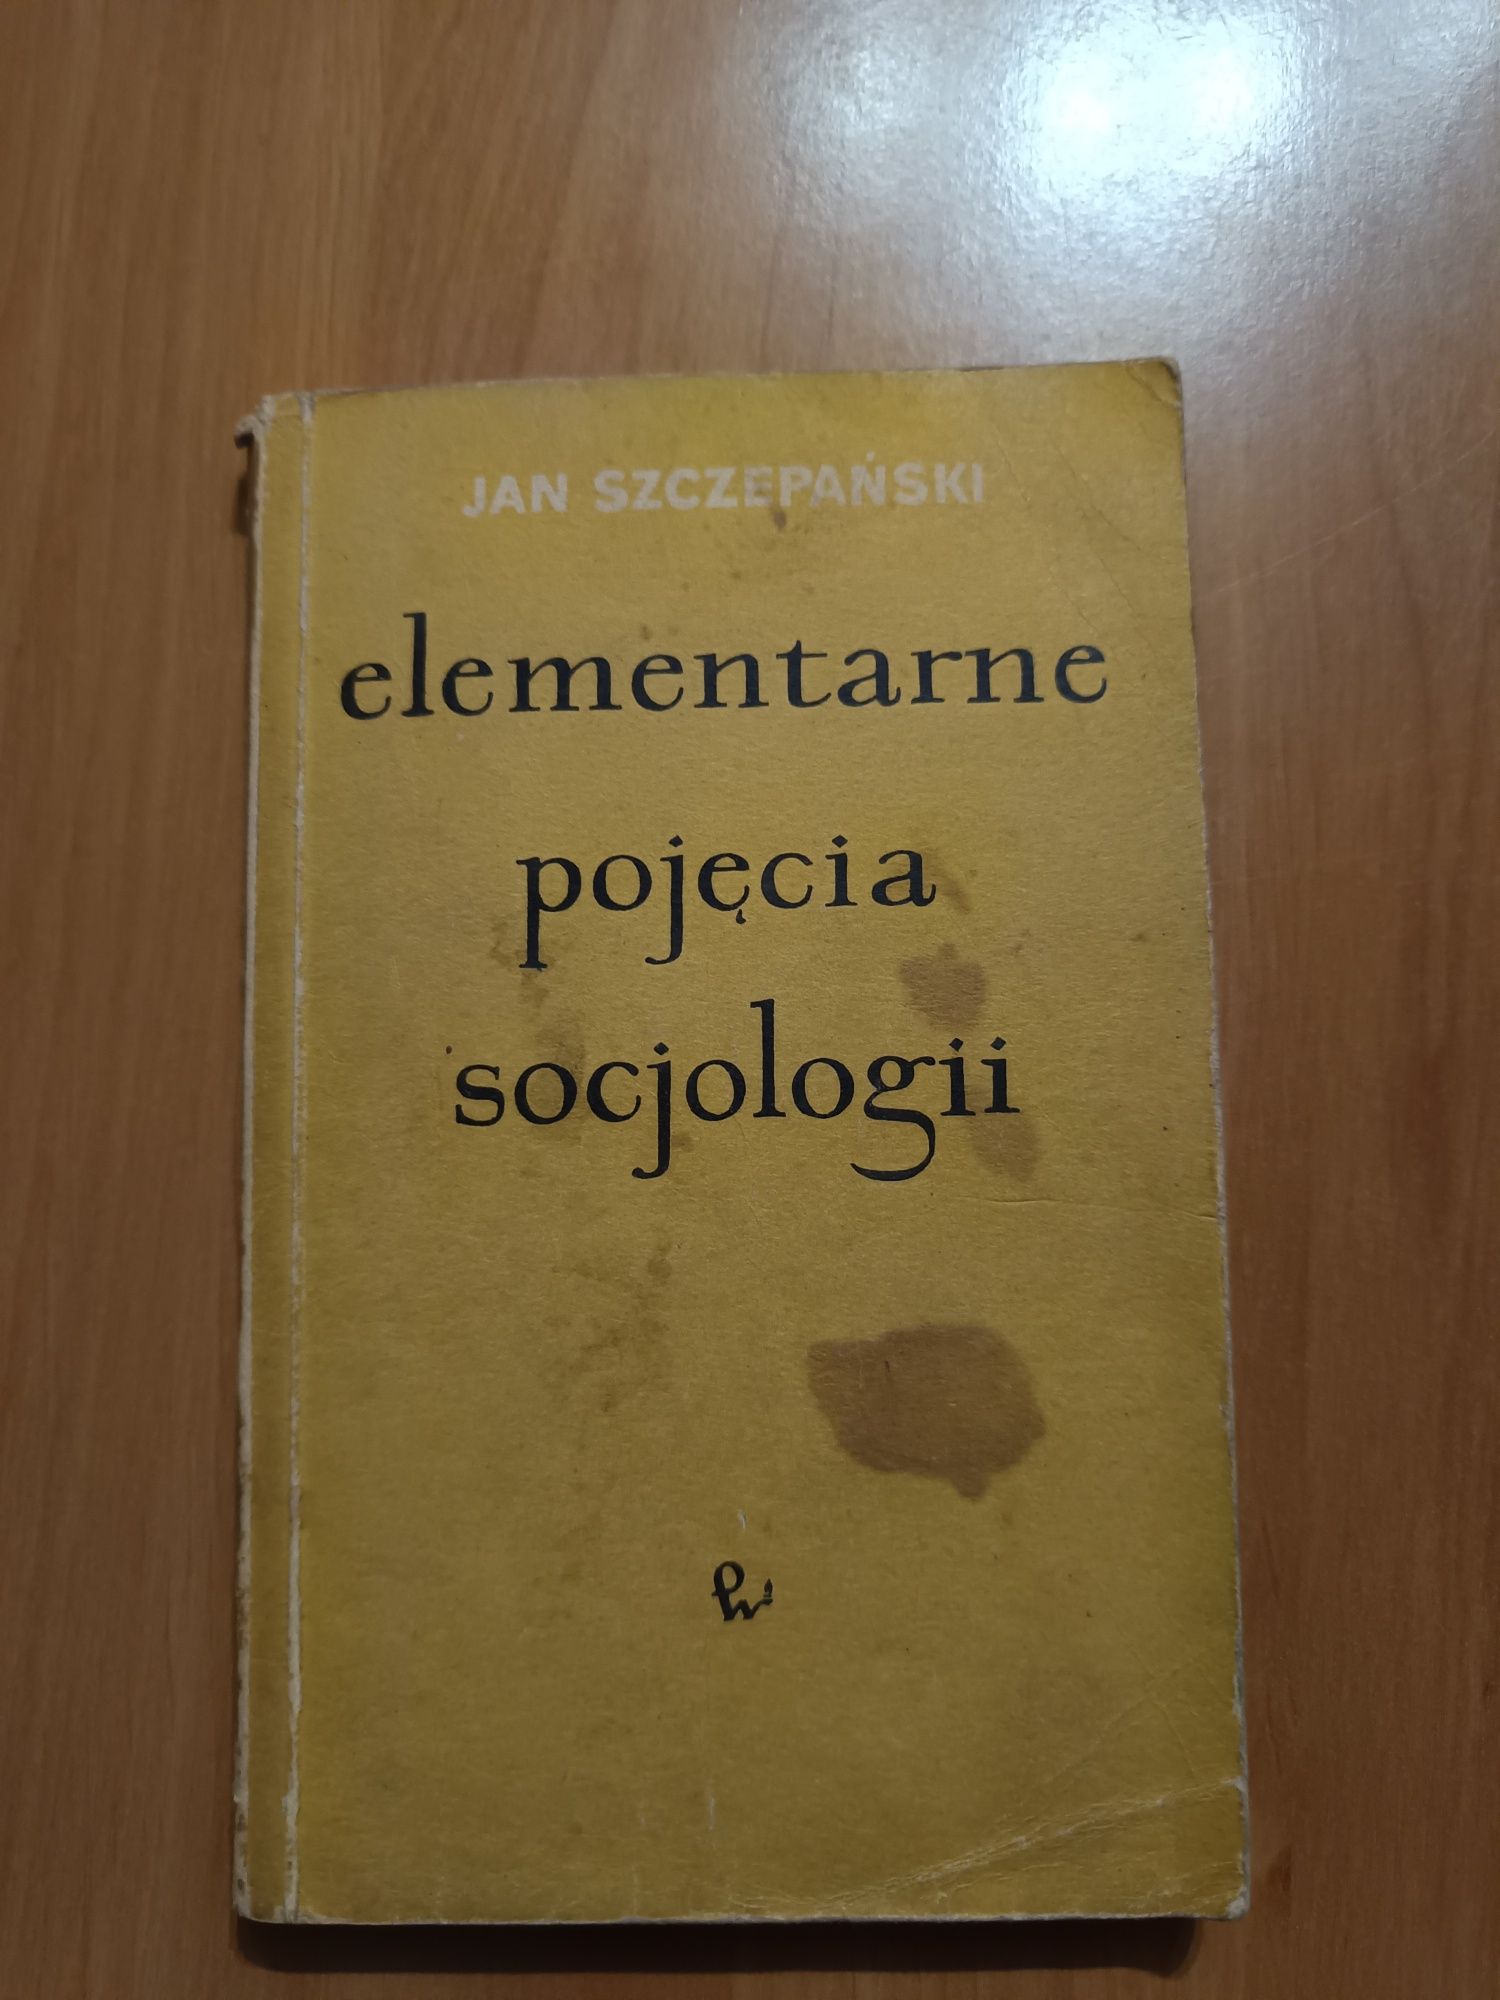 JAN SZCZEPAŃSKI
elementarne
pojęcia
socjologii